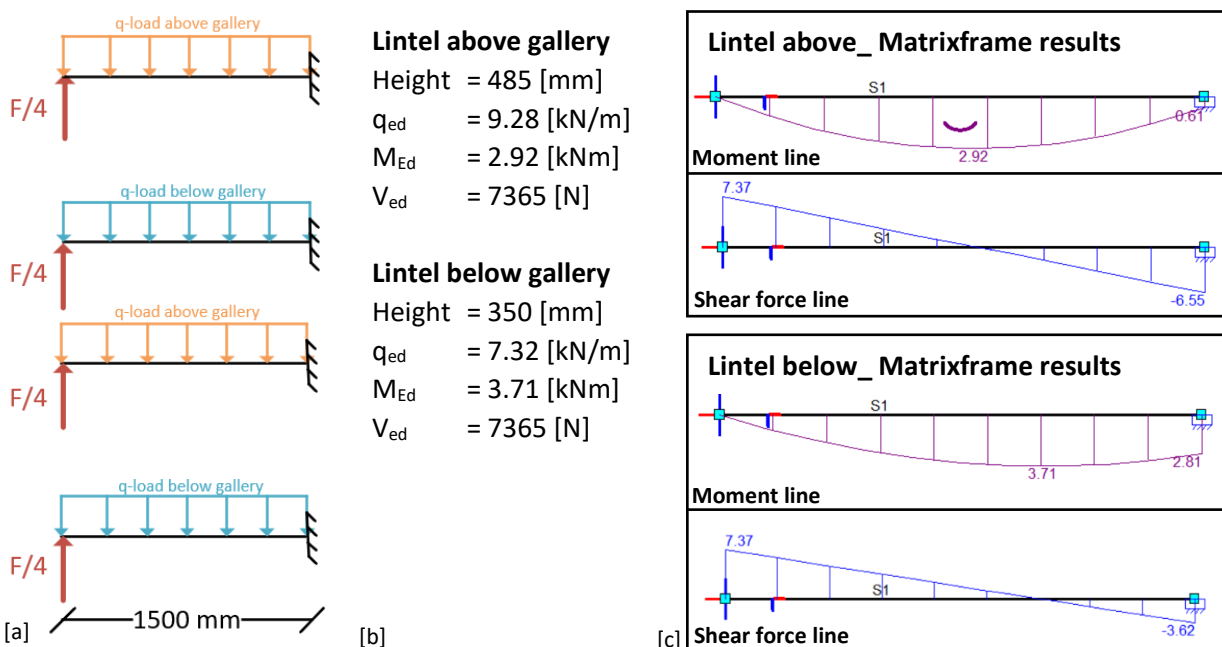 q-load above gallery
F/4
q-load below gallery
F/4
q-load above gallery
F/4
q-load below gallery
F/4
1500 mm
[a]
Lintel above gallery
Height = 485 [mm]
qed = 9.28 [kN/m]
MEd = 2.92 [kNm]
Ved = 7365 [N]
Lintel below gallery
Height = 350 [mm]
qed = 7.32 [kN/m]
MEd = 3.71 [kNm]
Ved = 7365 [N]
[b]
Lintel above_ Matrixframe results
S1
0.61
2.92
Moment line
7.37
S1
-6.55
Shear force line
Lintel below_ Matrixframe results
S1
2.81
3.71
Moment line
7.37
S1
-3.62
Shear force line
[c]